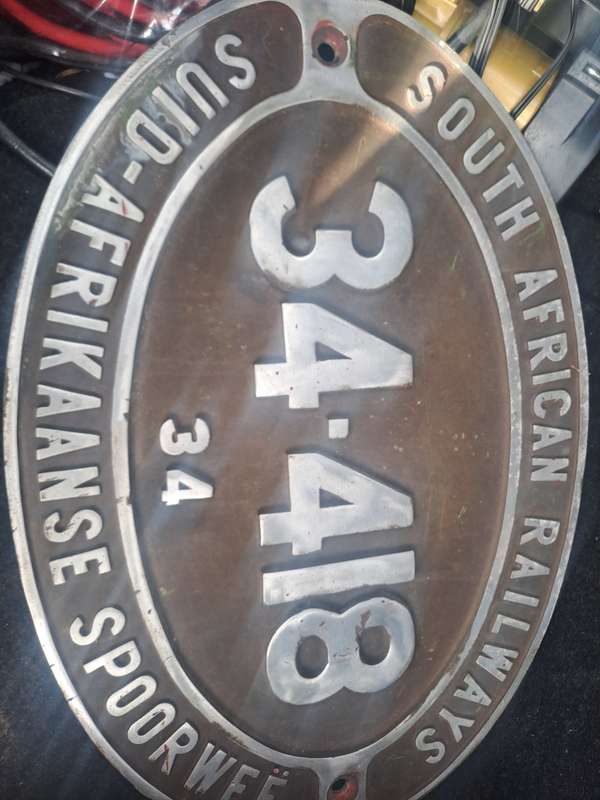 SOUTH AFRICAN RAILWAYS
34·418
34
SUID-AFRIKAANSE SPOORWEË